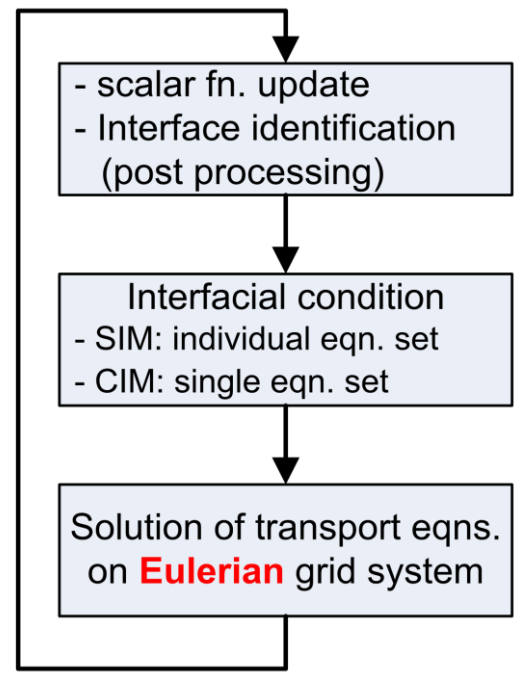 - scalar fn. update
- Interface identification
(post processing)
Interfacial condition
- SIM: individual eqn. set
- CIM: single eqn. set
Solution of transport eqns.
on Eulerian grid system